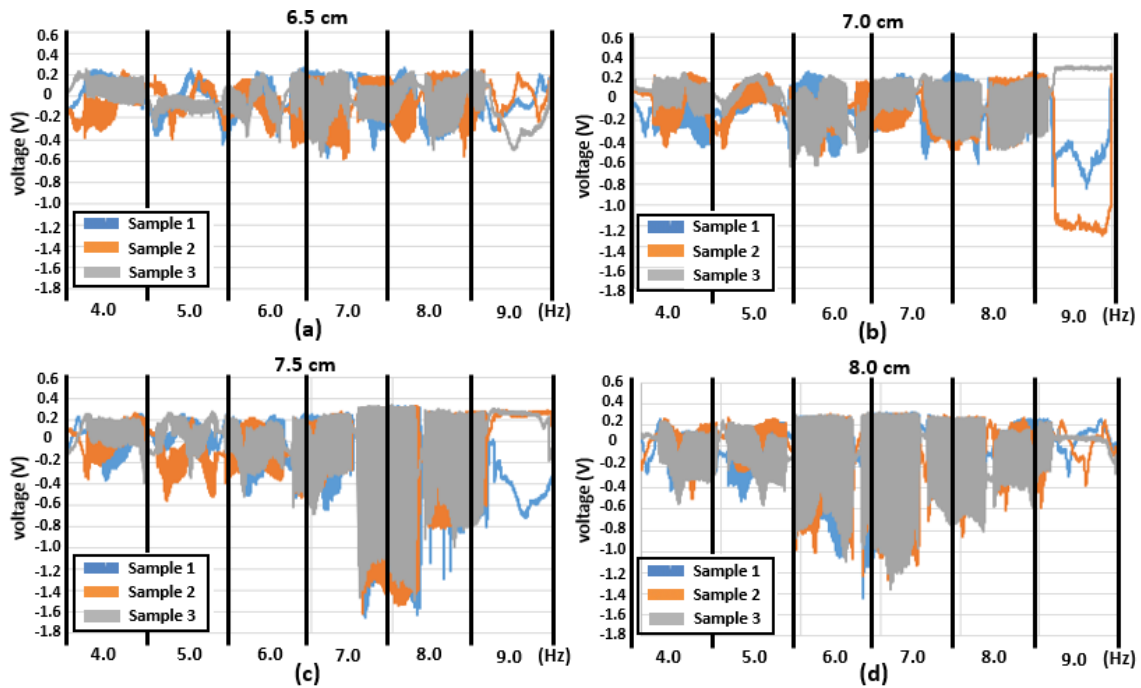 6.5 cm
0.6
0.4
0.2
0
-0.2
-0.4
-0.6
-0.8
-1.0
-1.2
-1.4
-1.6
-1.8
voltage (V)
Sample 1
Sample 2
Sample 3
4.0 5.0 6.0 7.0 8.0 9.0 (Hz)
(a)
7.0 cm
0.6
0.4
0.2
0
-0.2
-0.4
-0.6
-0.8
-1.0
-1.2
-1.4
-1.6
-1.8
voltage (V)
Sample 1
Sample 2
Sample 3
4.0 5.0 6.0 7.0 8.0 9.0 (Hz)
(b)
7.5 cm
0.6
0.4
0.2
0
-0.2
-0.4
-0.6
-0.8
-1.0
-1.2
-1.4
-1.6
-1.8
voltage (V)
Sample 1
Sample 2
Sample 3
4.0 5.0 6.0 7.0 8.0 9.0 (Hz)
(c)
8.0 cm
0.6
0.4
0.2
0
-0.2
-0.4
-0.6
-0.8
-1.0
-1.2
-1.4
-1.6
-1.8
voltage (V)
Sample 1
Sample 2
Sample 3
4.0 5.0 6.0 7.0 8.0 9.0 (Hz)
(d)